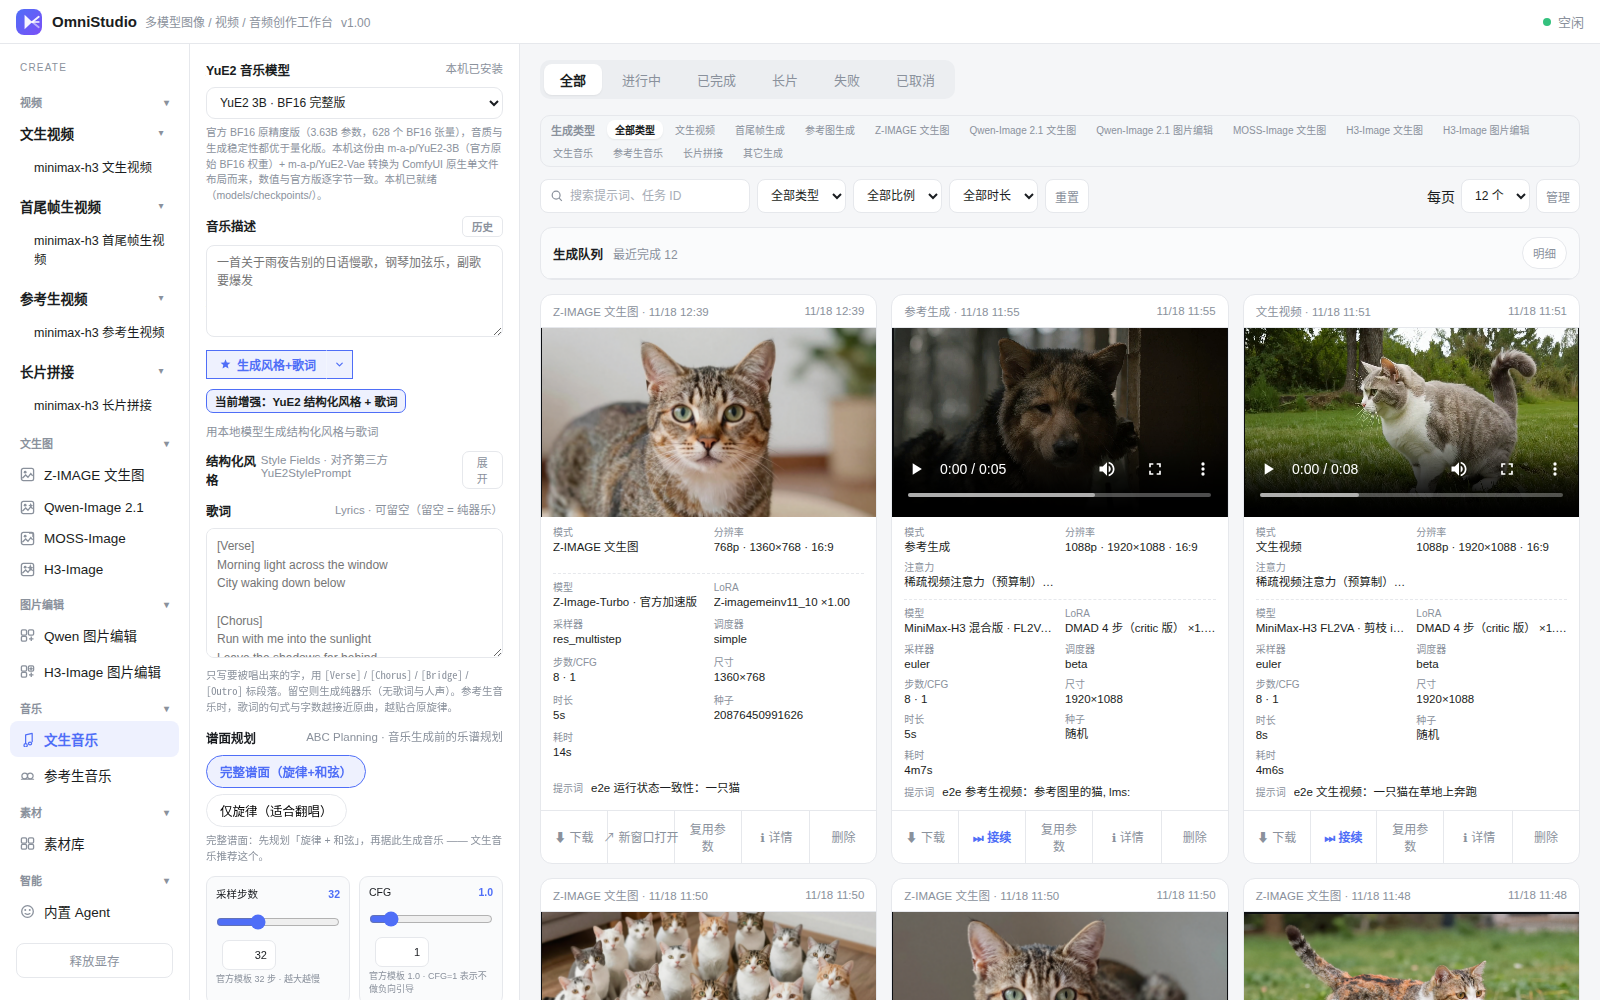 OmniStudio 多模型图像 / 视频 / 音频创作工作台 v1.00
空闲
CREATE
视频
文生视频
minimax-h3 文生视频
首尾帧生视频
minimax-h3 首尾帧生视
频
参考生视频
minimax-h3 参考生视频
长片拼接
minimax-h3 长片拼接
文生图
Z-IMAGE 文生图
Qwen-Image 2.1
MOSS-Image
H3-Image
图片编辑
Qwen 图片编辑
H3-Image 图片编辑
音乐
文生音乐
参考生音乐
素材
素材库
智能
内置 Agent
释放显存
YuE2 音乐模型 本机已安装
YuE2 3B · BF16 完整版
官方 BF16 原精度版（3.63B 参数，628 个 BF16 张量），音质与
生成稳定性都优于量化版。本机这份由 m-a-p/YuE2-3B（官方原
始 BF16 权重）+ m-a-p/YuE2-Vae 转换为 ComfyUI 原生单文件
布局而来，数值与官方版逐字节一致。本机已就绪
（models/checkpoints/）。
音乐描述 历史
一首关于雨夜告别的日语慢歌，钢琴加弦乐，副歌
要爆发
生成风格+歌词
当前增强：YuE2 结构化风格 + 歌词
用本地模型生成结构化风格与歌词
结构化风
格
Style Fields · 对齐第三方
YuE2StylePrompt
展
开
歌词 Lyrics · 可留空（留空 = 纯器乐）
[Verse]
Morning light across the window
City waking down below
[Chorus]
Run with me into the sunlight
Leave the shadows far behind
只写要被唱出来的字，用 [Verse] / [Chorus] / [Bridge] /
[Outro] 标段落。留空则生成纯器乐（无歌词与人声）。参考生音
乐时，歌词的句式与字数越接近原曲，越贴合原旋律。
谱面规划 ABC Planning · 音乐生成前的乐谱规划
完整谱面（旋律+和弦）
仅旋律（适合翻唱）
完整谱面：先规划「旋律 + 和弦」，再据此生成音乐 —— 文生音
乐推荐这个。
采样步数 32
32
官方模板 32 步 · 越大越慢
CFG 1.0
1
官方模板 1.0 · CFG=1 表示不
做负向引导
全部 进行中 已完成 长片 失败 已取消
生成类型 全部类型 文生视频 首尾帧生成 参考图生成 Z-IMAGE 文生图 Qwen-Image 2.1 文生图 Qwen-Image 2.1 图片编辑 MOSS-Image 文生图 H3-Image 文生图 H3-Image 图片编辑
文生音乐 参考生音乐 长片拼接 其它生成
搜索提示词、任务 ID 全部类型 全部比例 全部时长 重置 每页 12 个 管理
生成队列 最近完成 12 明细
Z-IMAGE 文生图 · 11/18 12:39 11/18 12:39
模式 分辨率
Z-IMAGE 文生图 768p · 1360×768 · 16:9
模型 LoRA
Z-Image-Turbo · 官方加速版 Z-imagemeinv11_10 ×1.00
采样器 调度器
res_multistep simple
步数/CFG 尺寸
8 · 1 1360×768
时长 种子
5s 20876450991626
耗时
14s
提示词 e2e 运行状态一致性：一只猫
下载 新窗口打开 复用参
数 详情 删除
参考生成 · 11/18 11:55 11/18 11:55
0:00 / 0:05
模式 分辨率
参考生成 1088p · 1920×1088 · 16:9
注意力
稀疏视频注意力（预算制）…
模型 LoRA
MiniMax-H3 混合版 · FL2V… DMAD 4 步（critic 版） ×1.…
采样器 调度器
euler beta
步数/CFG 尺寸
8 · 1 1920×1088
时长 种子
5s 随机
耗时
4m7s
提示词 e2e 参考生视频：参考图里的猫, lms:
下载 接续 复用参
数 详情 删除
文生视频 · 11/18 11:51 11/18 11:51
0:00 / 0:08
模式 分辨率
文生视频 1088p · 1920×1088 · 16:9
注意力
稀疏视频注意力（预算制）…
模型 LoRA
MiniMax-H3 FL2VA · 剪枝 i… DMAD 4 步（critic 版） ×1.…
采样器 调度器
euler beta
步数/CFG 尺寸
8 · 1 1920×1088
时长 种子
8s 随机
耗时
4m6s
提示词 e2e 文生视频：一只猫在草地上奔跑
下载 接续 复用参
数 详情 删除
Z-IMAGE 文生图 · 11/18 11:50 11/18 11:50
Z-IMAGE 文生图 · 11/18 11:50 11/18 11:50
Z-IMAGE 文生图 · 11/18 11:48 11/18 11:48